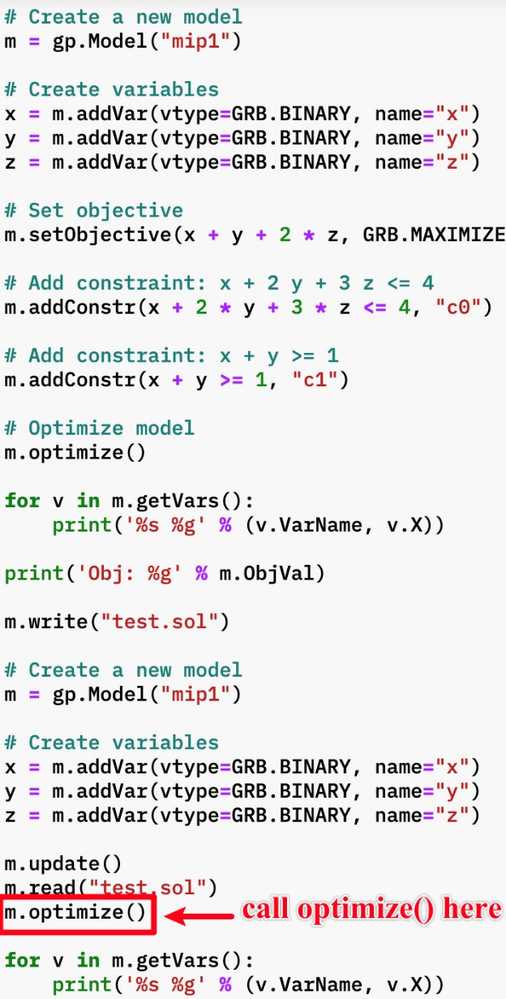 # Create a new model
m = gp.Model("mip1")
# Create variables
x = m.addVar(vtype=GRB.BINARY, name="x")
y = m.addVar(vtype=GRB.BINARY, name="y")
z = m.addVar(vtype=GRB.BINARY, name="z")
# Set objective
m.setObjective(x + y + 2 * z, GRB.MAXIMIZE
# Add constraint: x + 2 y + 3 z <= 4
m.addConstr(x + 2 * y + 3 * z <= 4, "c0")
# Add constraint: x + y >= 1
m.addConstr(x + y >= 1, "c1")
# Optimize model
m.optimize()
for v in m.getVars():
    print('%s %g' % (v.VarName, v.X))
print('Obj: %g' % m.ObjVal)
m.write("test.sol")
# Create a new model
m = gp.Model("mip1")
# Create variables
x = m.addVar(vtype=GRB.BINARY, name="x")
y = m.addVar(vtype=GRB.BINARY, name="y")
z = m.addVar(vtype=GRB.BINARY, name="z")
m.update()
m.read("test.sol")
m.optimize() call optimize() here
for v in m.getVars():
    print('%s %g' % (v.VarName, v.X))